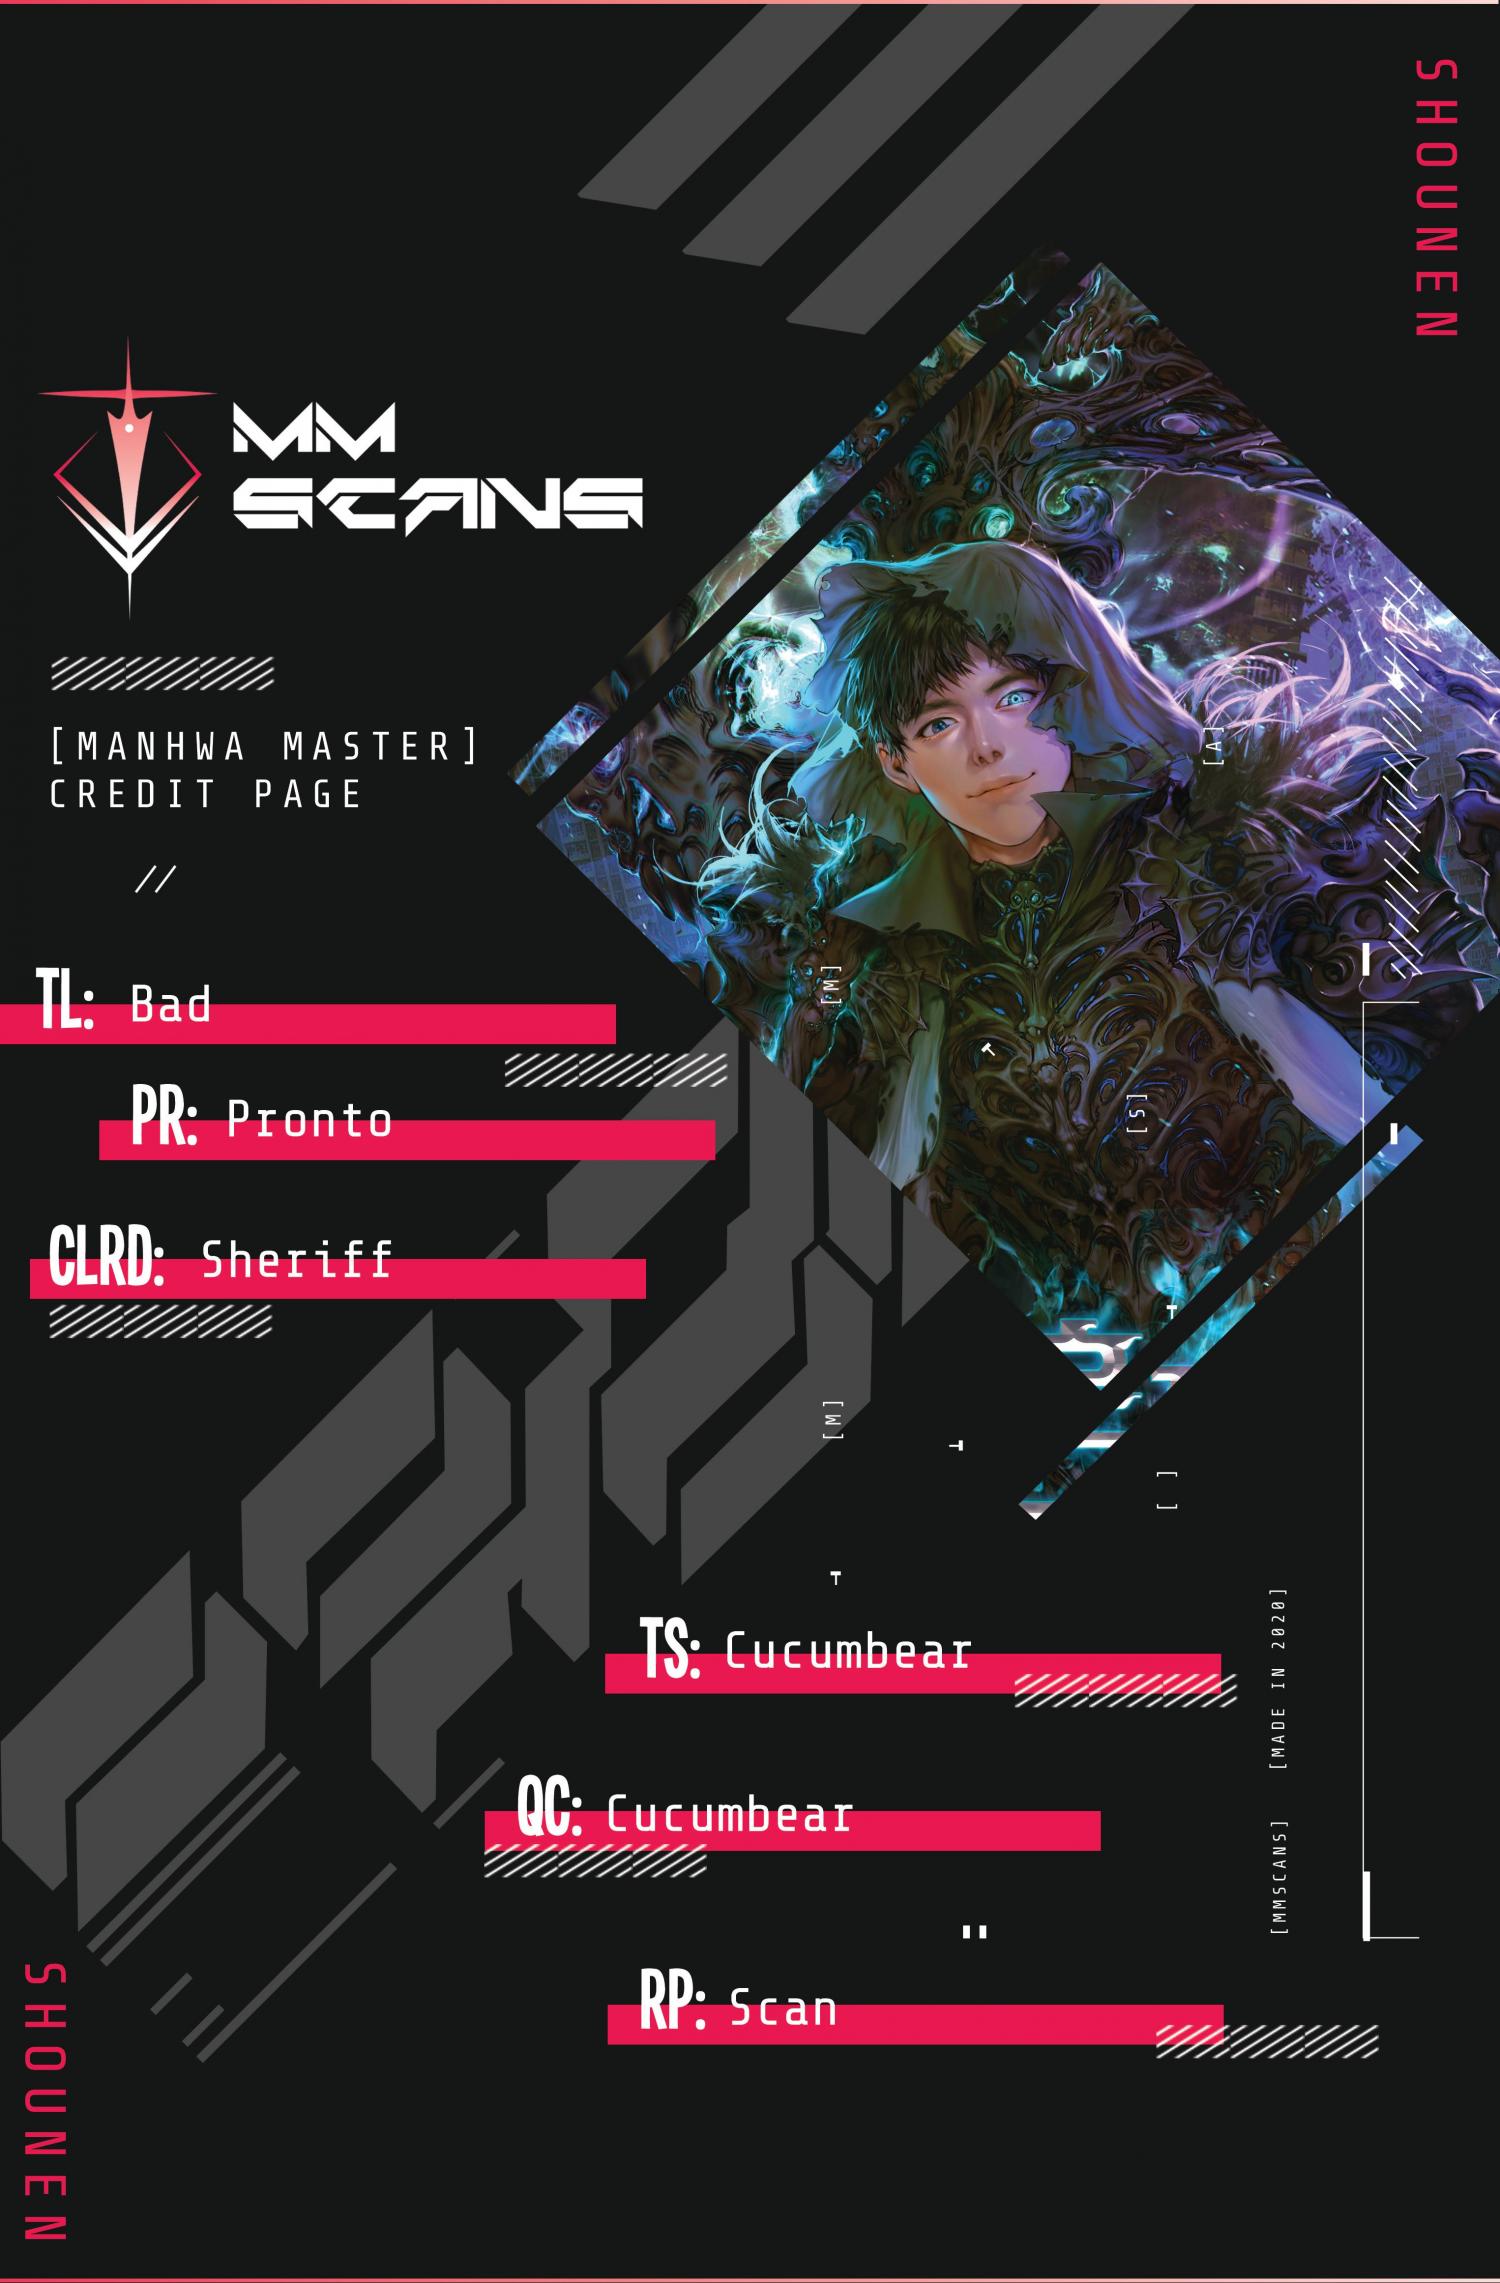 SHOUNEN
MM
SCANS
[MANHWA MASTER]
CREDIT PAGE
//
[A]
[M]
[S]
TL: Bad
PR: Pronto
CLRD: Sheriff
[M]
[ ]
TS: Cucumbear
[MADE IN 2020]
QC: Cucumbear
[MMSCANS]
RP: Scan
SHOUNEN